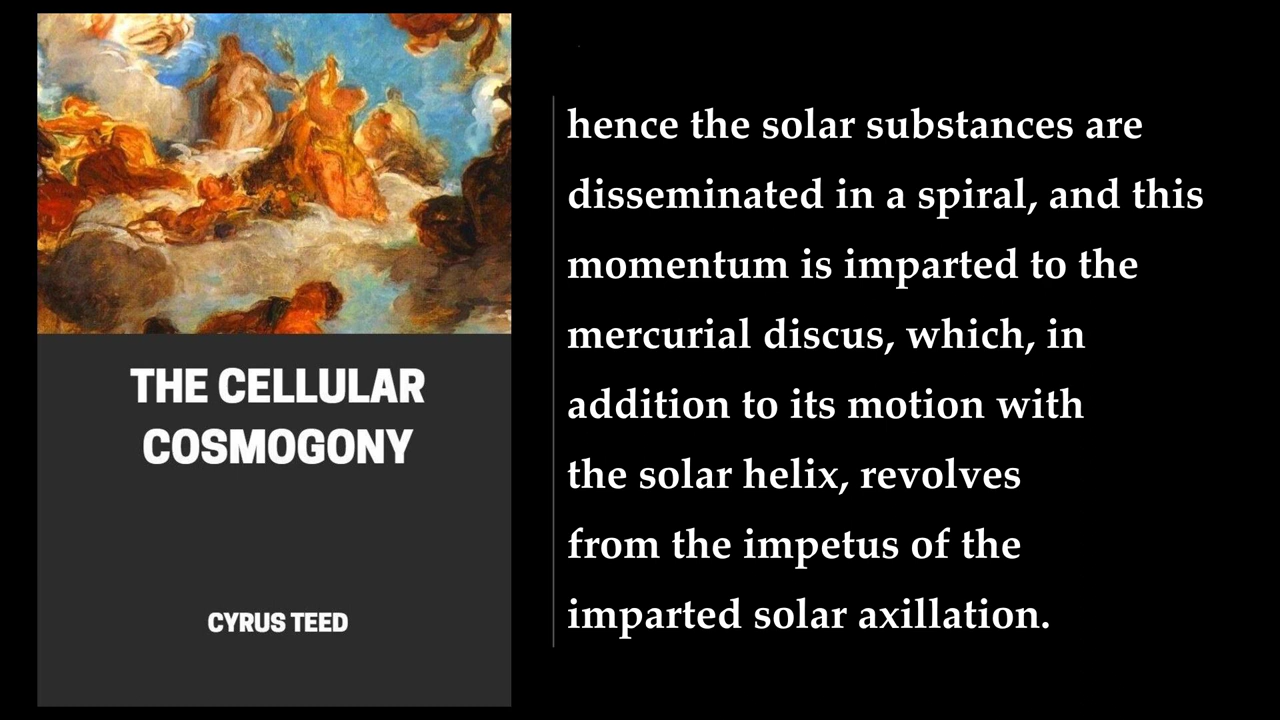 THE CELLULAR
COSMOGONY
CYRUS TEED
hence the solar substances are
disseminated in a spiral, and this
momentum is imparted to the
mercurial discus, which, in
addition to its motion with
the solar helix, revolves
from the impetus of the
imparted solar axillation.